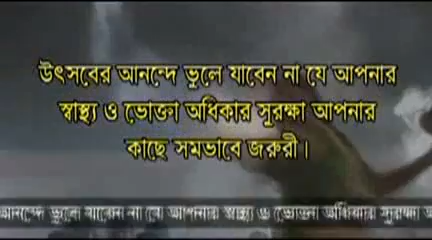 উৎসবের আনন্দে ভুলে যাবেন না যে আপনার
স্বাস্থ্য ও ভোক্তা অধিকার সুরক্ষা আপনার
কাছে সমভাবে জরুরী।
আনন্দে ভুলে যাবেন না যে আপনার স্বাস্থ্য ও ভোক্তা অধিকার সুরক্ষা আ